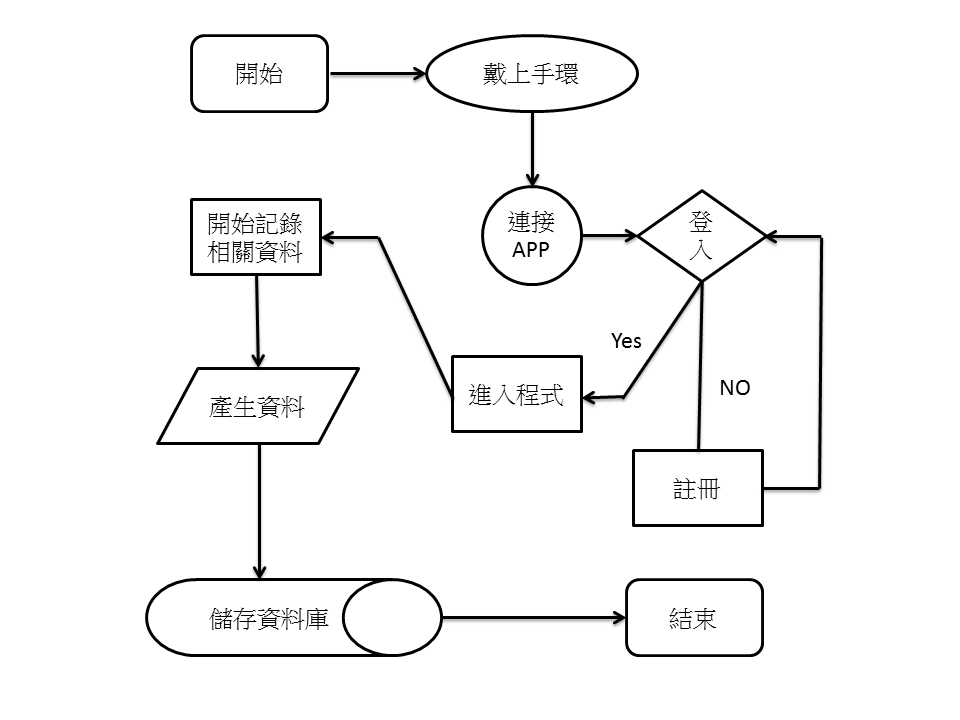 開始
戴上手環
連接
APP
登
入
Yes
NO
註冊
進入程式
開始記錄
相關資料
產生資料
儲存資料庫
結束